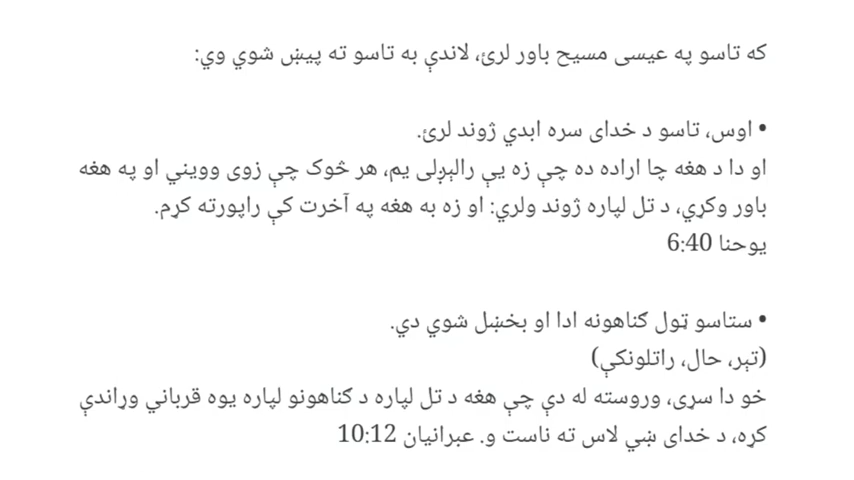 که تاسو په عیسی مسیح باور لرئ، لاندې به تاسو ته پیښ شوي وي:
• اوس، تاسو د خدای سره ابدي ژوند لرئ.
او دا د هغه چا اراده ده چې زه یې رالېږلی یم، هر څوک چې زوی وویني او په هغه
باور وکړي، د تل لپاره ژوند ولري: او زه به هغه په آخرت کې راپورته کړم.
یوحنا 6:40
• ستاسو ټول ګناهونه ادا او بخښل شوي دي.
(تېر، حال، راتلونکې)
خو دا سړی، وروسته له دې چې هغه د تل لپاره د ګناهونو لپاره یوه قرباني وړاندې
کړه، د خدای ښي لاس ته ناست و. عبرانیان 10:12